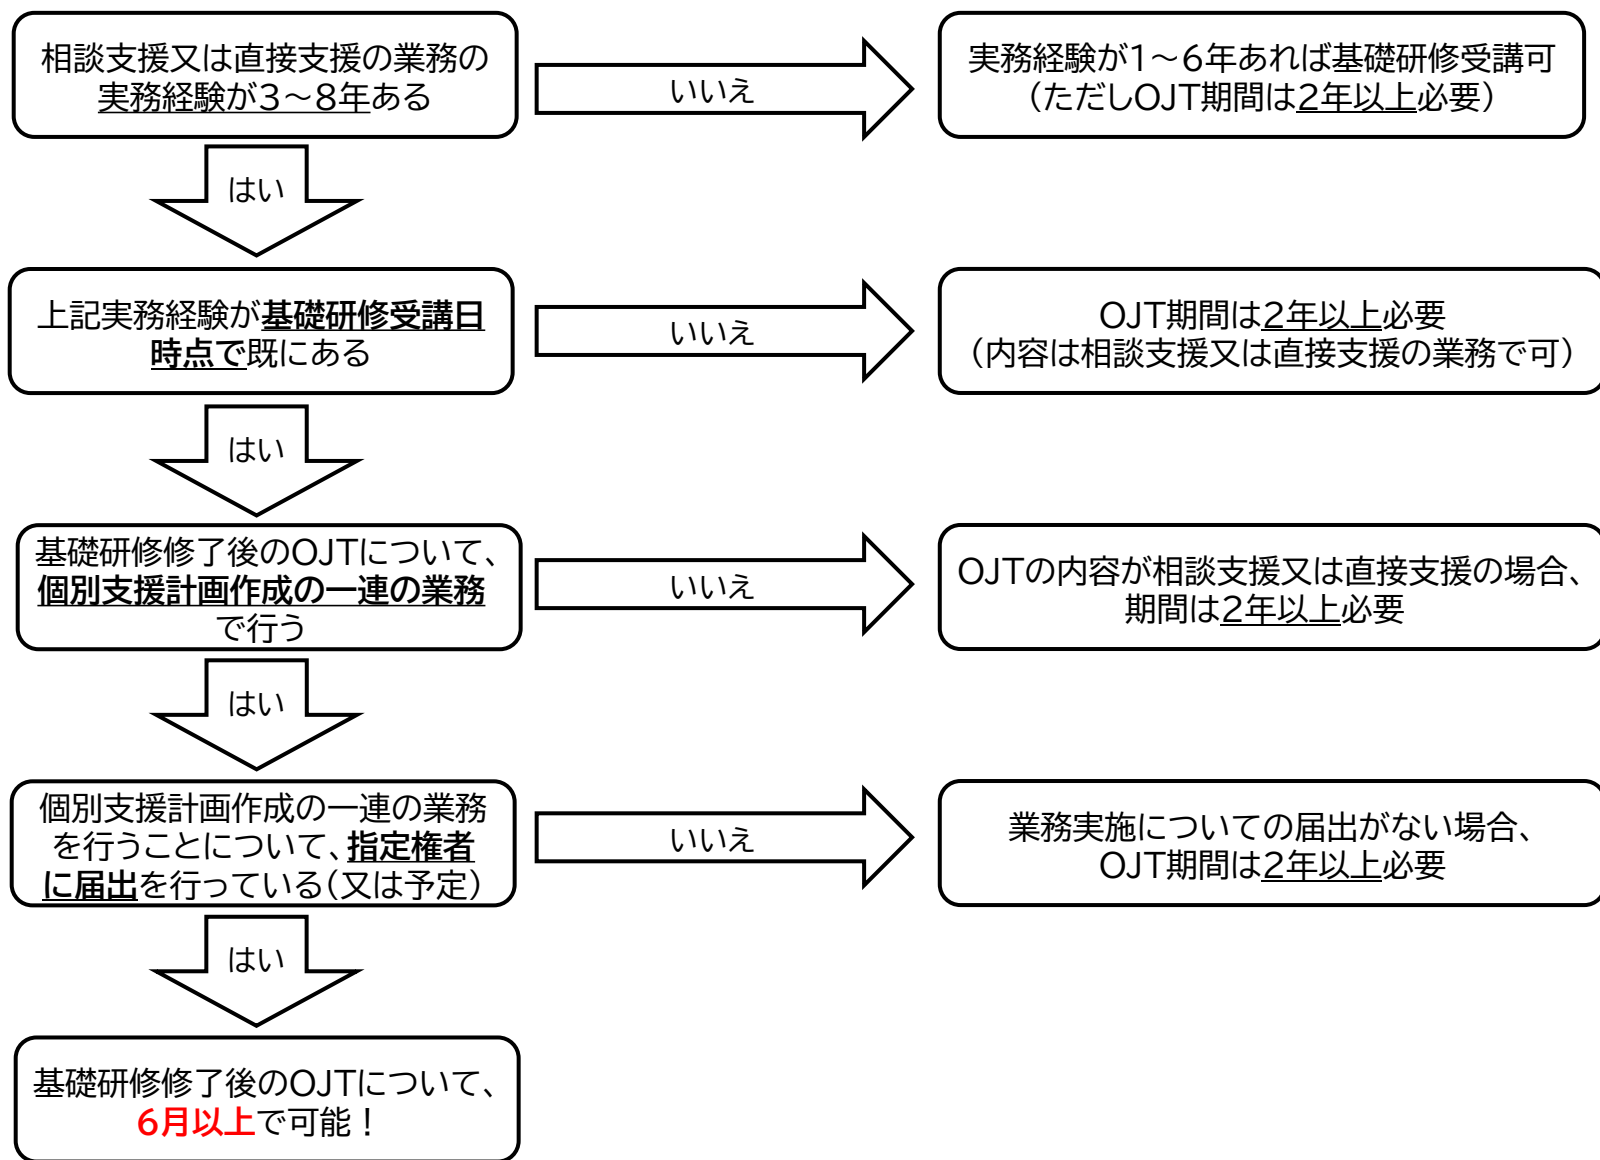 相談支援又は直接支援の業務の
実務経験が3～8年ある
いいえ
実務経験が1～6年あれば基礎研修受講可
（ただしOJT期間は2年以上必要）
はい
上記実務経験が基礎研修受講日
時点で既にある
いいえ
OJT期間は2年以上必要
（内容は相談支援又は直接支援の業務で可）
はい
基礎研修修了後のOJTについて、
個別支援計画作成の一連の業務
で行う
いいえ
OJTの内容が相談支援又は直接支援の場合、
期間は2年以上必要
はい
個別支援計画作成の一連の業務
を行うことについて、指定権者
に届出を行っている（又は予定）
いいえ
業務実施についての届出がない場合、
OJT期間は2年以上必要
はい
基礎研修修了後のOJTについて、
6月以上で可能！